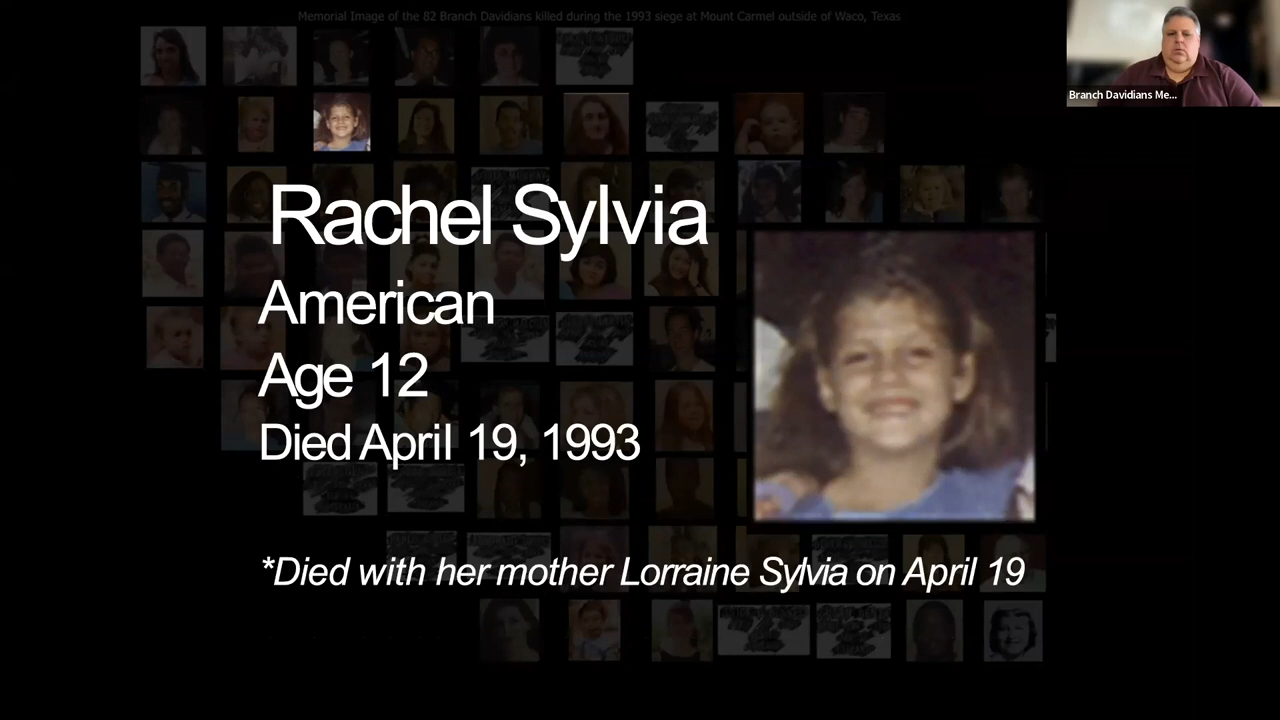 Memorial Image of the 82 Branch Davidians killed during the 1993 siege at Mount Carmel outside of Waco, Texas
Branch Davidians Me...
Rachel Sylvia
American
Age 12
Died April 19, 1993
*Died with her mother Lorraine Sylvia on April 19